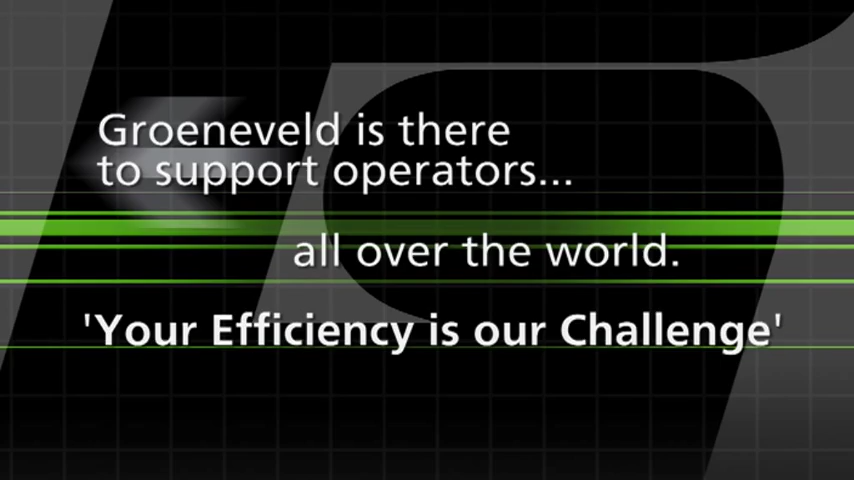 Groeneveld is there
to support operators...
all over the world.
'Your Efficiency is our Challenge'